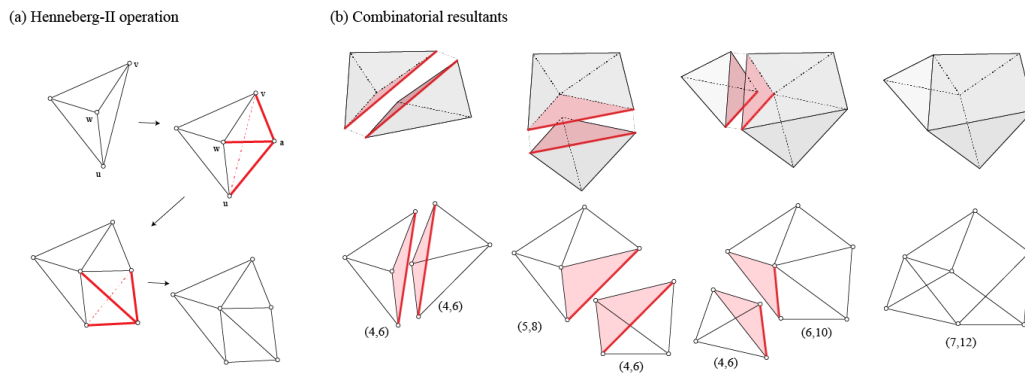 (a) Henneberg-II operation
(b) Combinatorial resultants
v
w
u
v
w
a
u
(4,6)
(4,6)
(5,8)
(4,6)
(4,6)
(6,10)
(7,12)